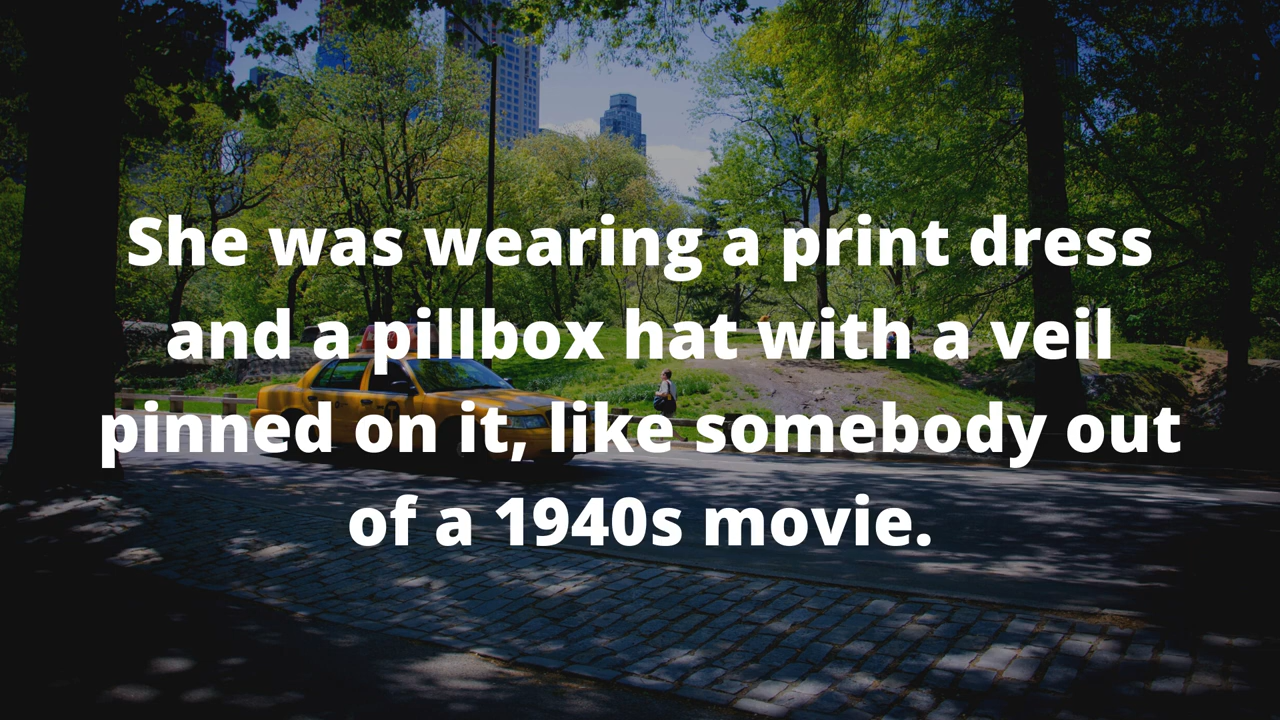 She was wearing a print dress
and a pillbox hat with a veil
pinned on it, like somebody out
of a 1940s movie.